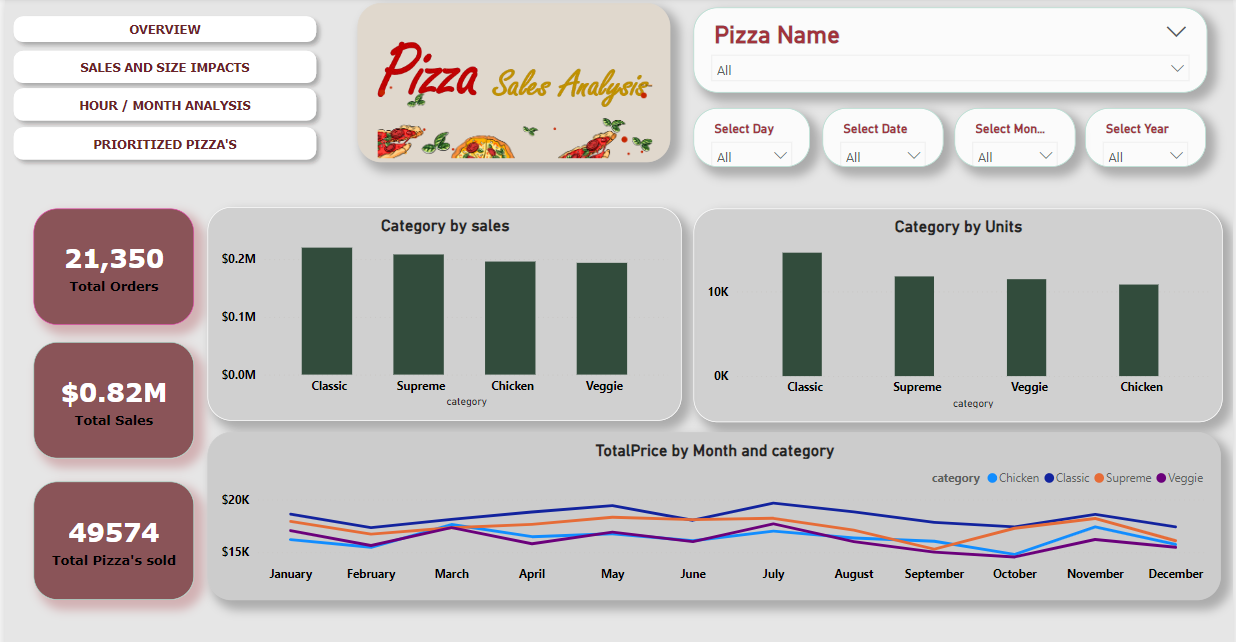 OVERVIEW
SALES AND SIZE IMPACTS
HOUR / MONTH ANALYSIS
PRIORITIZED PIZZA'S
Pizza Sales Analysis
Pizza Name
All
Select Day
All
Select Date
All
Select Mon...
All
Select Year
All
21,350
Total Orders
$0.82M
Total Sales
49574
Total Pizza's sold
Category by sales
$0.2M
$0.1M
$0.0M
Classic Supreme Chicken Veggie
category
Category by Units
10K
0K
Classic Supreme Veggie Chicken
category
TotalPrice by Month and category
category Chicken Classic Supreme Veggie
$20K
$15K
January February March April May June July August September October November December